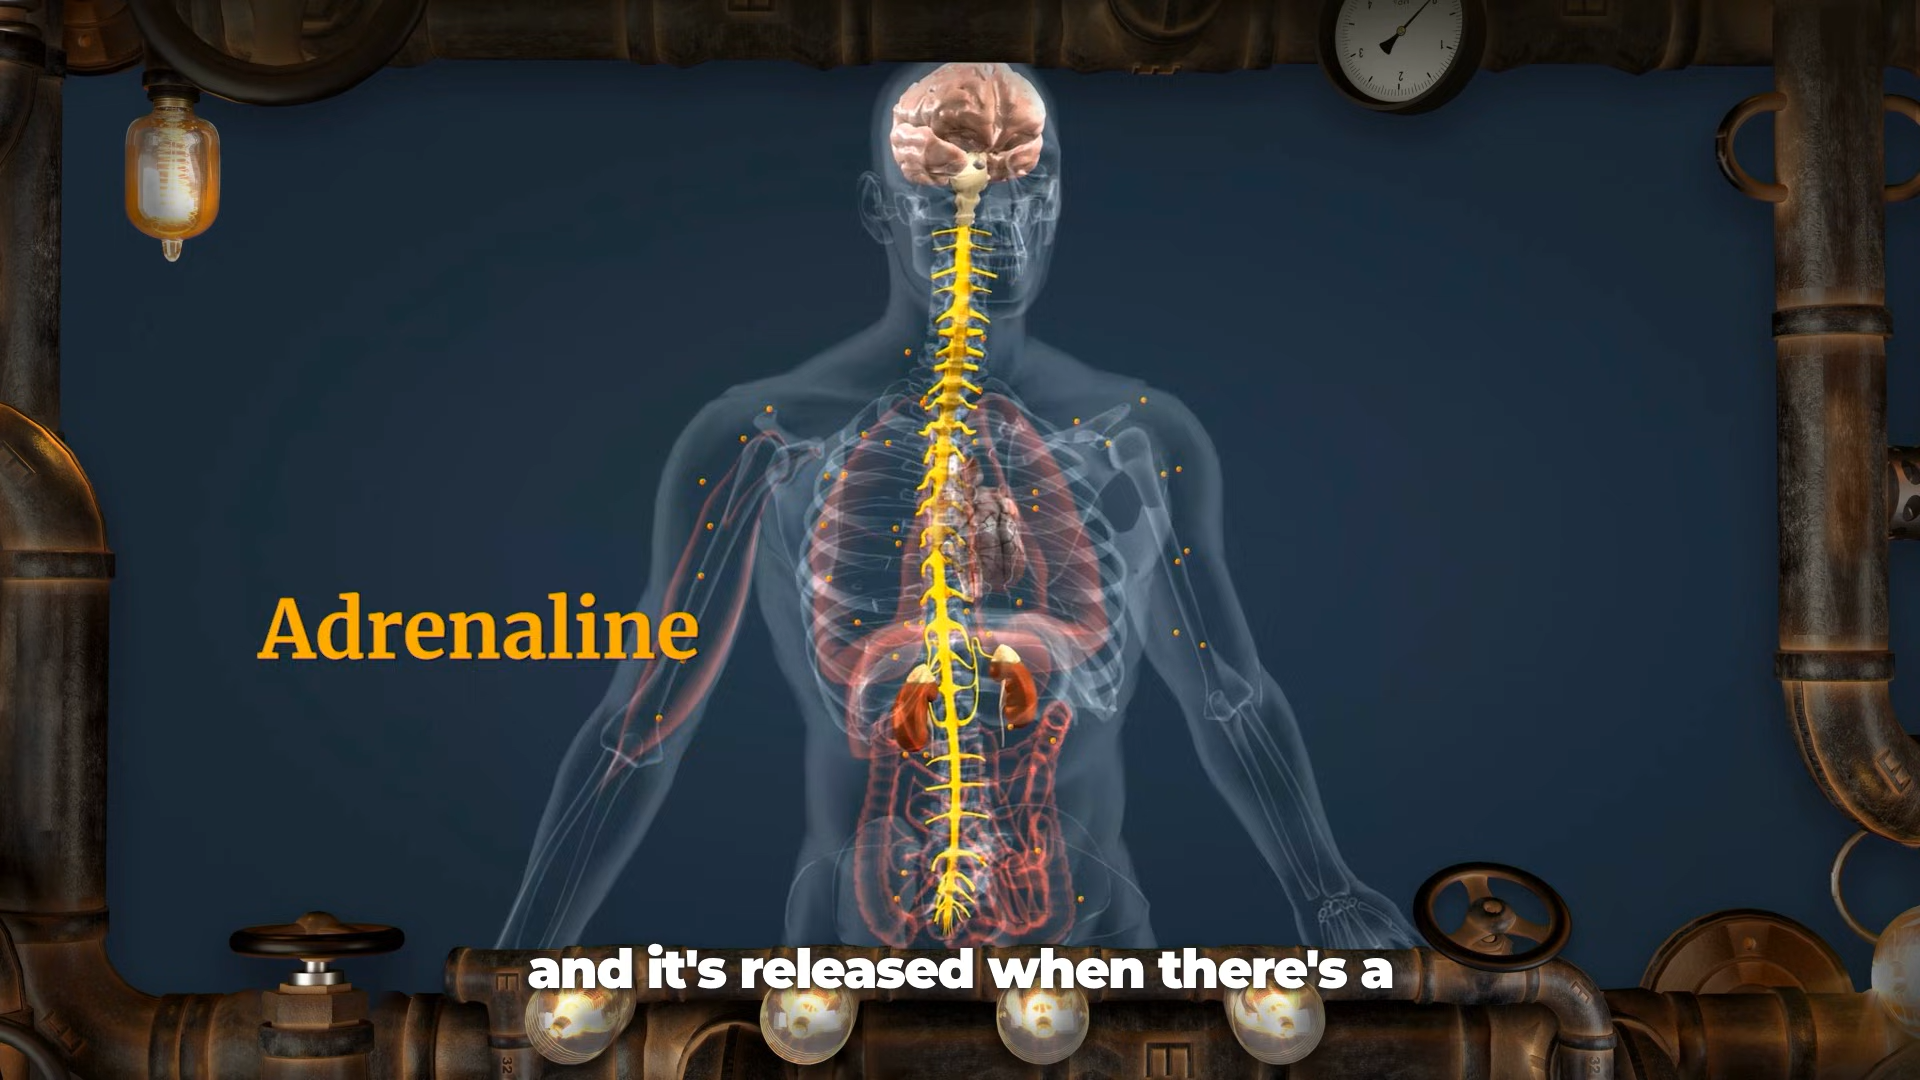 Adrenaline
and it's released when there's a